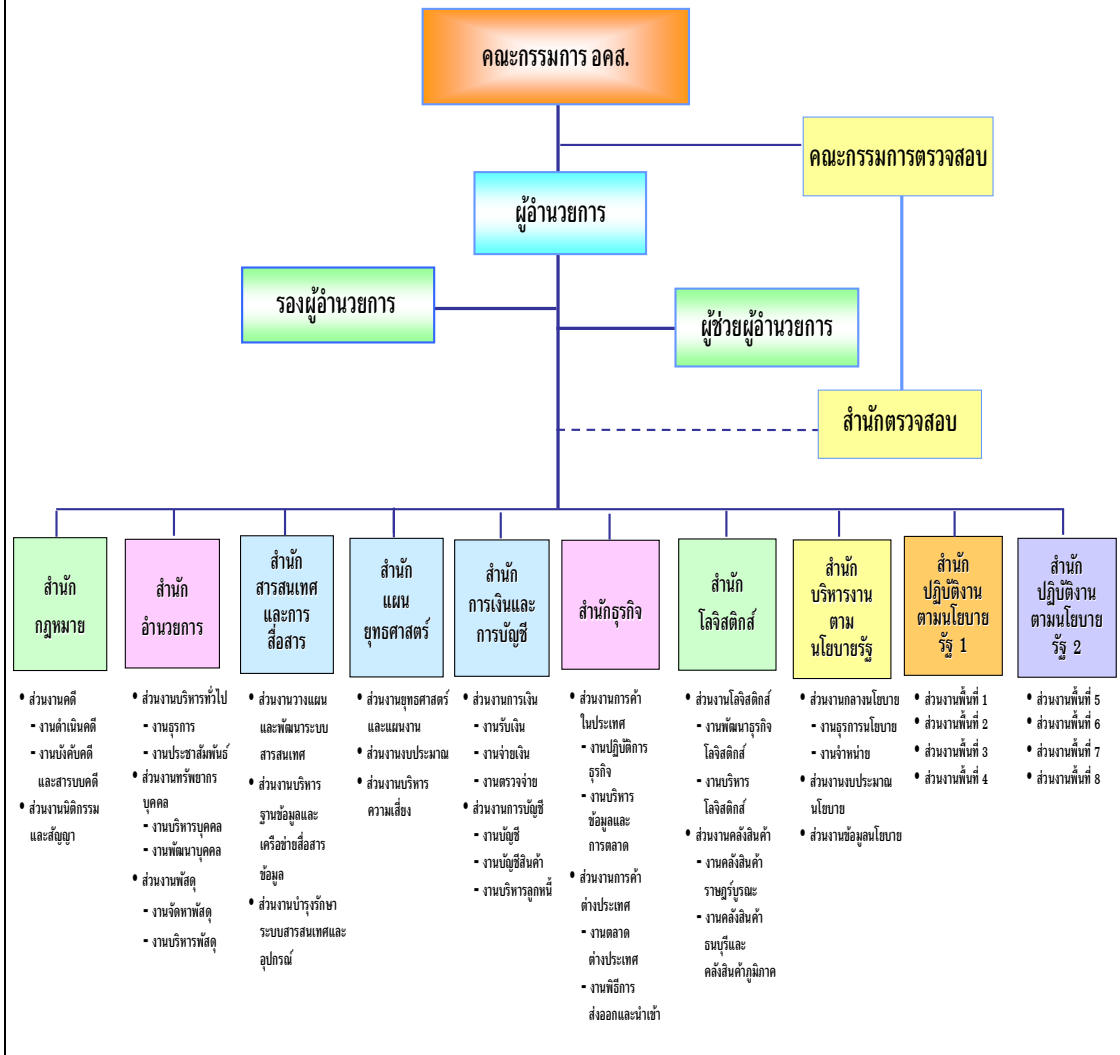 คณะกรรมการ อคส.
คณะกรรมการตรวจสอบ
ผู้อำนวยการ
รองผู้อำนวยการ
ผู้ช่วยผู้อำนวยการ
สำนักตรวจสอบ
สำนัก
กฎหมาย
• ส่วนงานคดี
- งานดำเนินคดี
- งานบังคับคดี
และสารบบคดี
• ส่วนงานนิติกรรม
และสัญญา
สำนัก
อำนวยการ
• ส่วนงานบริหารทั่วไป
- งานธุรการ
- งานประชาสัมพันธ์
• ส่วนงานทรัพยากร
บุคคล
- งานบริหารบุคคล
- งานพัฒนาบุคคล
• ส่วนงานพัสดุ
- งานจัดหาพัสดุ
- งานบริหารพัสดุ
สำนัก
สารสนเทศ
และการ
สื่อสาร
• ส่วนงานวางแผน
และพัฒนาระบบ
สารสนเทศ
• ส่วนงานบริหาร
ฐานข้อมูลและ
เครือข่ายสื่อสาร
ข้อมูล
• ส่วนงานบำรุงรักษา
ระบบสารสนเทศและ
อุปกรณ์
สำนัก
แผน
ยุทธศาสตร์
• ส่วนงานยุทธศาสตร์
และแผนงาน
• ส่วนงานงบประมาณ
• ส่วนงานบริหาร
ความเสี่ยง
สำนัก
การเงินและ
การบัญชี
• ส่วนงานการเงิน
- งานรับเงิน
- งานจ่ายเงิน
- งานตรวจจ่าย
• ส่วนงานการบัญชี
- งานบัญชี
- งานบัญชีสินค้า
- งานบริหารลูกหนี้
สำนักธุรกิจ
• ส่วนงานการค้า
ในประเทศ
- งานปฏิบัติการ
ธุรกิจ
- งานบริหาร
ข้อมูลและ
การตลาด
• ส่วนงานการค้า
ต่างประเทศ
- งานตลาด
ต่างประเทศ
- งานพิธีการ
ส่งออกและนำเข้า
สำนัก
โลจิสติกส์
• ส่วนงานโลจิสติกส์
- งานพัฒนาธุรกิจ
โลจิสติกส์
- งานบริหาร
โลจิสติกส์
• ส่วนงานคลังสินค้า
- งานคลังสินค้า
ราษฎร์บูรณะ
- งานคลังสินค้า
ธนบุรีและ
คลังสินค้าภูมิภาค
สำนัก
บริหารงาน
ตาม
นโยบายรัฐ
• ส่วนงานกลางนโยบาย
- งานธุรการนโยบาย
- งานจำหน่าย
• ส่วนงานงบประมาณ
นโยบาย
• ส่วนงานข้อมูลนโยบาย
สำนัก
ปฏิบัติงาน
ตามนโยบาย
รัฐ 1
• ส่วนงานพื้นที่ 1
• ส่วนงานพื้นที่ 2
• ส่วนงานพื้นที่ 3
• ส่วนงานพื้นที่ 4
สำนัก
ปฏิบัติงาน
ตามนโยบาย
รัฐ 2
• ส่วนงานพื้นที่ 5
• ส่วนงานพื้นที่ 6
• ส่วนงานพื้นที่ 7
• ส่วนงานพื้นที่ 8